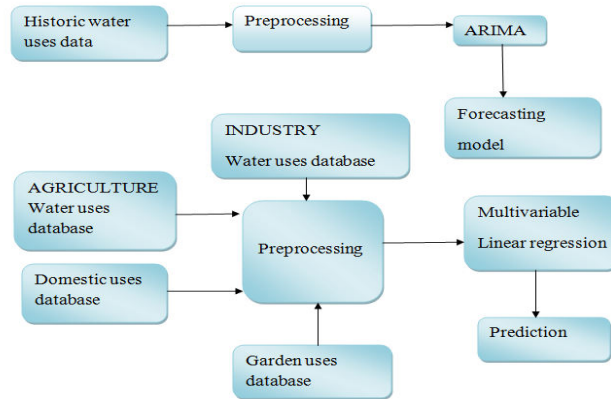 Historic water
uses data
Preprocessing
ARIMA
Forecasting
model
INDUSTRY
Water uses database
AGRICULTURE
Water uses
database
Preprocessing
Multivariable
Linear regression
Domestic uses
database
Prediction
Garden uses
database